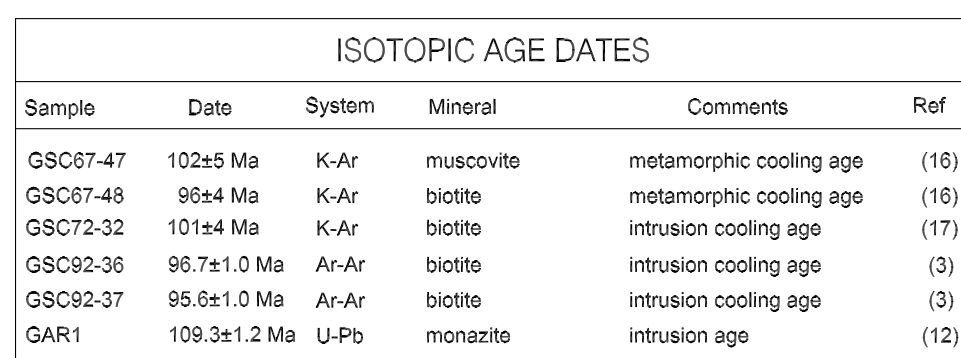 ISOTOPIC AGE DATES
Sample Date System Mineral Comments Ref
GSC67-47 102±5 Ma K-Ar muscovite metamorphic cooling age (16)
GSC67-48 96±4 Ma K-Ar biotite metamorphic cooling age (16)
GSC72-32 101±4 Ma K-Ar biotite intrusion cooling age (17)
GSC92-36 96.7±1.0 Ma Ar-Ar biotite intrusion cooling age (3)
GSC92-37 95.6±1.0 Ma Ar-Ar biotite intrusion cooling age (3)
GAR1 109.3±1.2 Ma U-Pb monazite intrusion age (12)